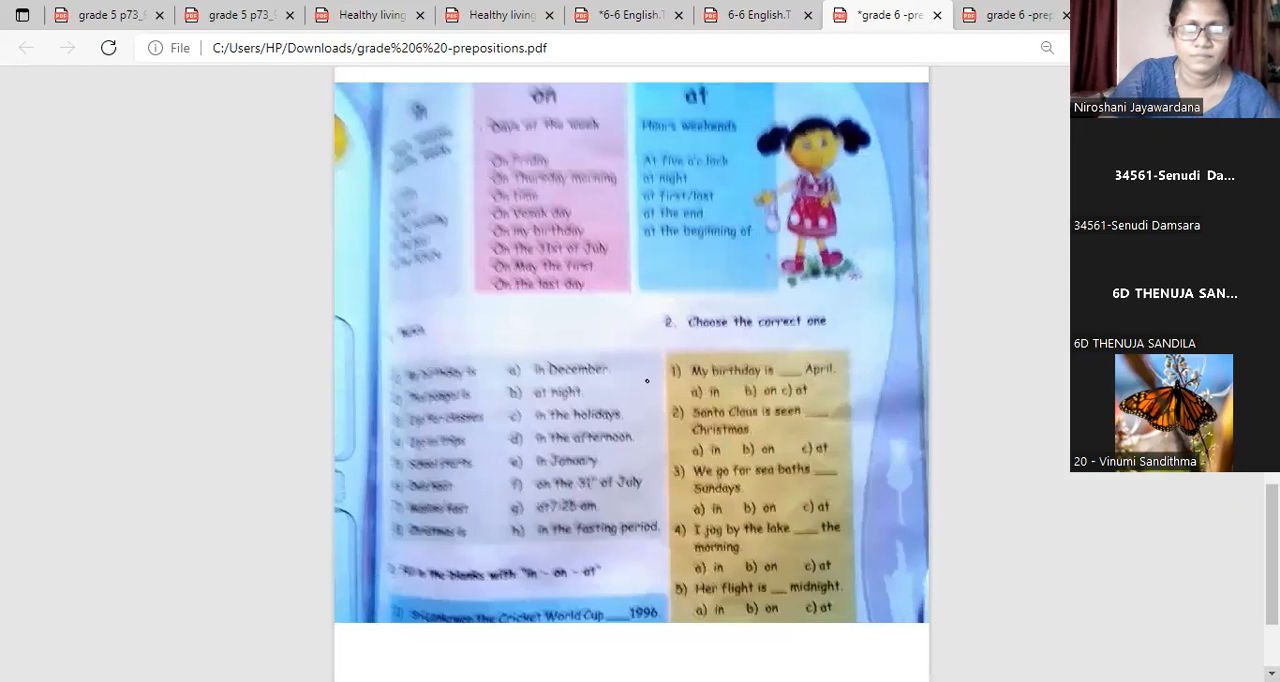 grade 5 p73_S
grade 5 p73_S
Healthy living
Healthy living
*6-6 English.T
6-6 English.T
*grade 6 -pre
grade 6 -prep
File
C:/Users/HP/Downloads/grade%206%20-prepositions.pdf
in
on
at
Days of the week
Hours weekends
On Friday
On Thursday morning
On time
On Vesak day
On my birthday
On the 31st of July
On May the first
On the last day
At five o'clock
at night
at first/last
at the end
at the beginning of
a) in December.
b) at night.
c) in the holidays.
d) in the afternoon.
e) in January
f) on the 31st of July
g) at 7:25 am
h) in the fasting period.
Fill in the blanks with "in - on - at"
the Cricket World Cup ___ 1996.
2. Choose the correct one
1) My birthday is ___ April.
a) in b) on c) at
2) Santa Claus is seen ___
Christmas
a) in b) on c) at
3) We go for sea baths ___
Sundays.
a) in b) on c) at
4) I jog by the lake ___ the
morning.
a) in b) on c) at
5) Her flight is ___ midnight.
a) in b) on c) at
Niroshani Jayawardana
34561-Senudi Da...
34561-Senudi Damsara
6D THENUJA SAN...
6D THENUJA SANDILA
20 - Vinumi Sandithma